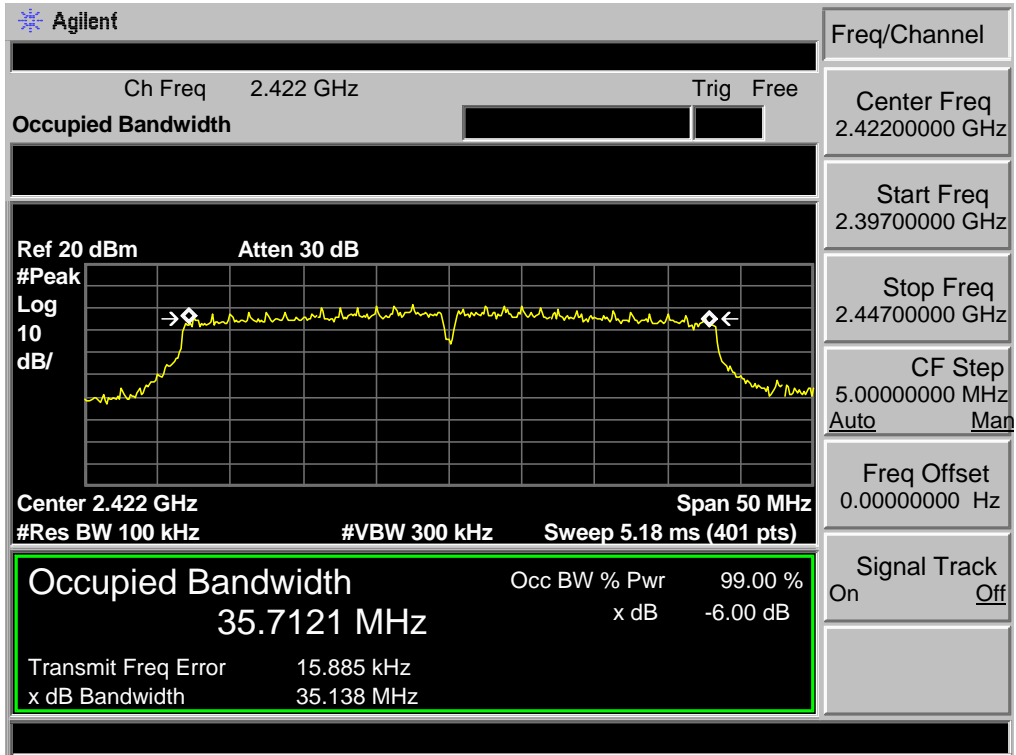 Agilent
Freq/Channel
Ch Freq 2.422 GHz Trig Free
Occupied Bandwidth
Center Freq
2.42200000 GHz
Start Freq
2.39700000 GHz
Ref 20 dBm Atten 30 dB
#Peak
Log
10
dB/
Stop Freq
2.44700000 GHz
CF Step
5.00000000 MHz
Auto Man
Center 2.422 GHz Span 50 MHz
#Res BW 100 kHz #VBW 300 kHz Sweep 5.18 ms (401 pts)
Freq Offset
0.00000000 Hz
Occupied Bandwidth Occ BW % Pwr 99.00 %
35.7121 MHz x dB -6.00 dB
Transmit Freq Error 15.885 kHz
x dB Bandwidth 35.138 MHz
Signal Track
On Off